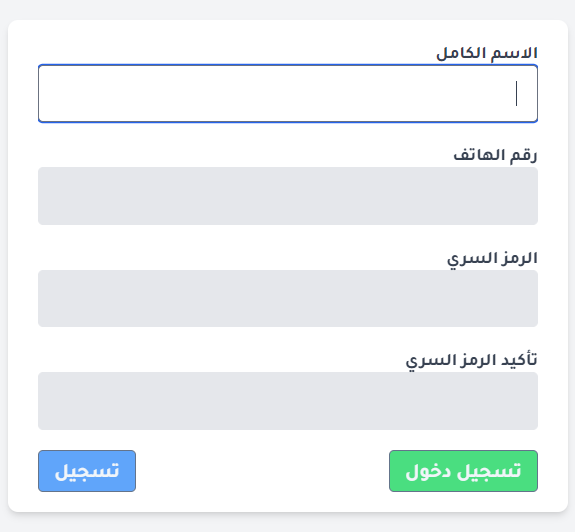 الاسم الكامل
رقم الهاتف
الرمز السري
تأكيد الرمز السري
تسجيل دخول
تسجيل